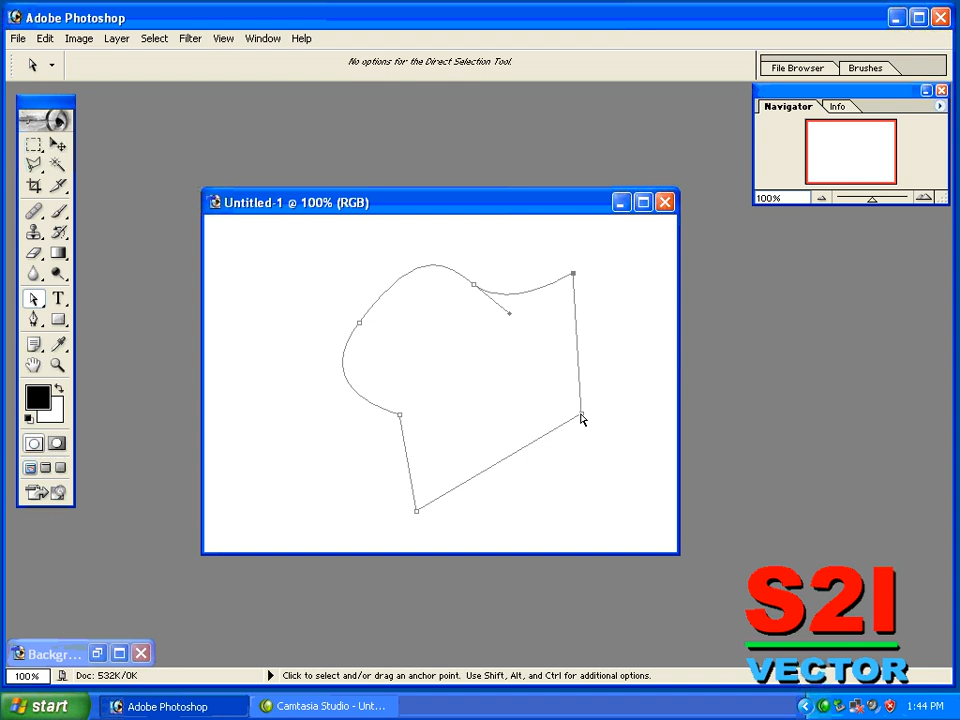 Adobe Photoshop
File Edit Image Layer Select Filter View Window Help
No options for the Direct Selection Tool.
File Browser Brushes
Navigator Info
100%
Untitled-1 @ 100% (RGB)
T
S2I
VECTOR
Backgr...
100% Doc: 532K/0K Click to select and/or drag an anchor point. Use Shift, Alt, and Ctrl for additional options.
start Adobe Photoshop Camtasia Studio - Unt... 1:44 PM